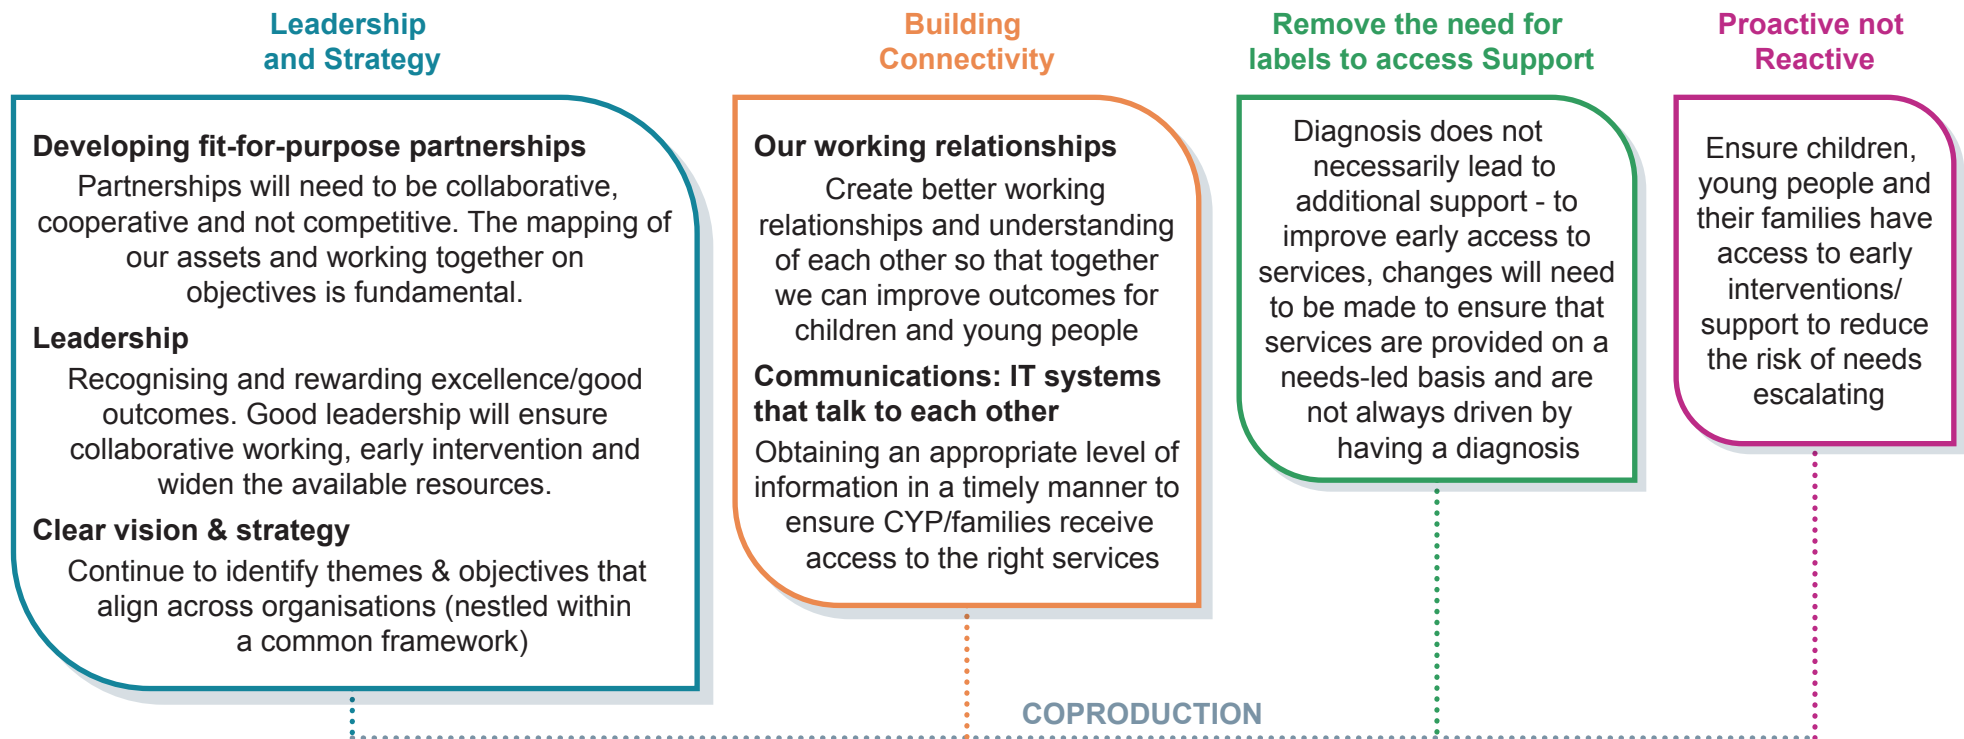 Leadership
and Strategy
Developing fit-for-purpose partnerships
Partnerships will need to be collaborative,
cooperative and not competitive. The mapping of
our assets and working together on
objectives is fundamental.
Leadership
Recognising and rewarding excellence/good
outcomes. Good leadership will ensure
collaborative working, early intervention and
widen the available resources.
Clear vision & strategy
Continue to identify themes & objectives that
align across organisations (nestled within
a common framework)
Building
Connectivity
Our working relationships
Create better working
relationships and understanding
of each other so that together
we can improve outcomes for
children and young people
Communications: IT systems
that talk to each other
Obtaining an appropriate level of
information in a timely manner to
ensure CYP/families receive
access to the right services
Remove the need for
labels to access Support
Diagnosis does not
necessarily lead to
additional support - to
improve early access to
services, changes will need
to be made to ensure that
services are provided on a
needs-led basis and are
not always driven by
having a diagnosis
Proactive not
Reactive
Ensure children,
young people and
their families have
access to early
interventions/
support to reduce
the risk of needs
escalating
COPRODUCTION